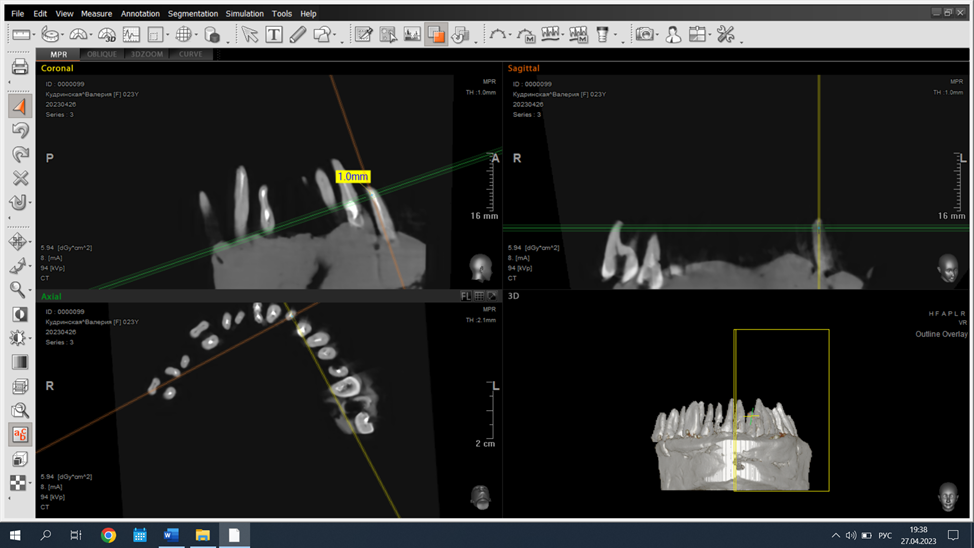 File Edit View Measure Annotation Segmentation Simulation Tools Help
MPR OBLIQUE 3DZOOM CURVE
Coronal
ID : 0000099
Кудринская^Валерия [F] 023Y
20230426
Series : 3
MPR
TH :1.0mm
P
A
1.0mm
16 mm
5.94 [dGy*cm^2]
8. [mA]
94 [kVp]
CT
Sagittal
ID : 0000099
Кудринская^Валерия [F] 023Y
20230426
Series : 3
MPR
TH :1.0mm
R
L
16 mm
5.94 [dGy*cm^2]
8. [mA]
94 [kVp]
CT
Axial
FL
ID : 0000099
Кудринская^Валерия [F] 023Y
20230426
Series : 3
MPR
TH :2.1mm
R
L
2 cm
5.94 [dGy*cm^2]
8. [mA]
94 [kVp]
CT
3D
H F A P L R
VR
Outline Overlay
РУС
19:38
27.04.2023